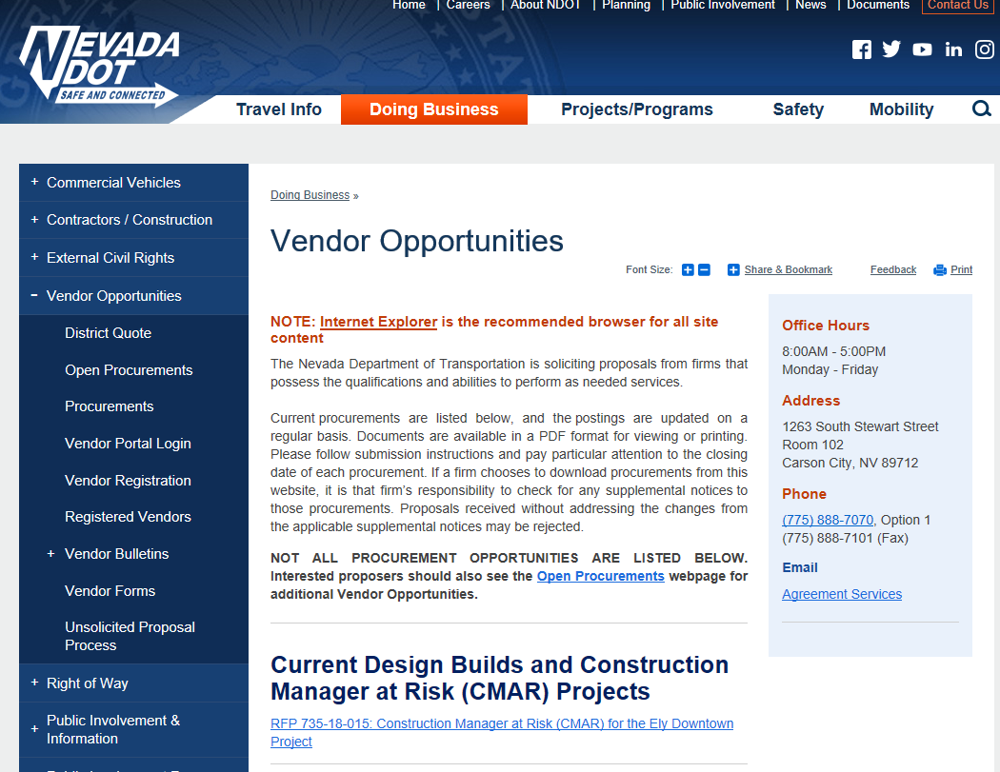 Home | Careers | About NDOT | Planning | Public Involvement | News | Documents Contact Us
NEVADA
DOT
SAFE AND CONNECTED
Travel Info Doing Business Projects/Programs Safety Mobility
+ Commercial Vehicles
+ Contractors / Construction
+ External Civil Rights
- Vendor Opportunities
District Quote
Open Procurements
Procurements
Vendor Portal Login
Vendor Registration
Registered Vendors
+ Vendor Bulletins
Vendor Forms
Unsolicited Proposal
Process
+ Right of Way
+ Public Involvement &
Information
Doing Business »
Vendor Opportunities
Font Size: Share & Bookmark Feedback Print
NOTE: Internet Explorer is the recommended browser for all site
content
The Nevada Department of Transportation is soliciting proposals from firms that
possess the qualifications and abilities to perform as needed services.
Current procurements are listed below, and the postings are updated on a
regular basis. Documents are available in a PDF format for viewing or printing.
Please follow submission instructions and pay particular attention to the closing
date of each procurement. If a firm chooses to download procurements from this
website, it is that firm's responsibility to check for any supplemental notices to
those procurements. Proposals received without addressing the changes from
the applicable supplemental notices may be rejected.
NOT ALL PROCUREMENT OPPORTUNITIES ARE LISTED BELOW.
Interested proposers should also see the Open Procurements webpage for
additional Vendor Opportunities.
Current Design Builds and Construction
Manager at Risk (CMAR) Projects
RFP 735-18-015: Construction Manager at Risk (CMAR) for the Ely Downtown
Project
Office Hours
8:00AM - 5:00PM
Monday - Friday
Address
1263 South Stewart Street
Room 102
Carson City, NV 89712
Phone
(775) 888-7070, Option 1
(775) 888-7101 (Fax)
Email
Agreement Services